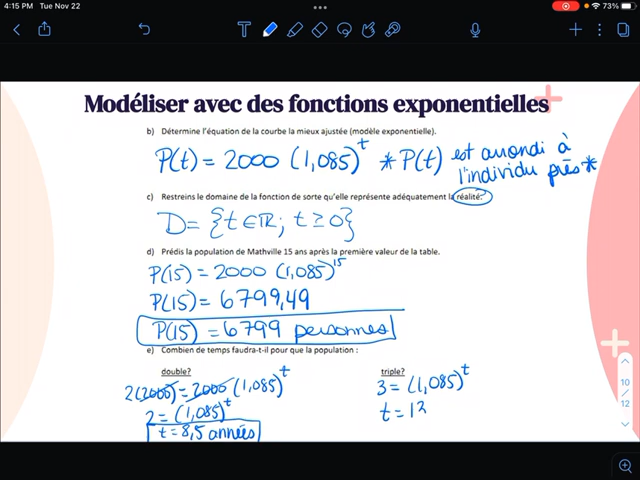 4:15 PM Tue Nov 22
73%
Modéliser avec des fonctions exponentielles
b) Détermine l'équation de la courbe la mieux ajustée (modèle exponentielle).
P(t) = 2000 (1,085)^t * P(t) est arrondi à l'individu près *
c) Restreins le domaine de la fonction de sorte qu'elle représente adéquatement la réalité.
D = {t ∈ ℝ; t ≥ 0}
d) Prédis la population de Mathville 15 ans après la première valeur de la table.
P(15) = 2000 (1,085)^15
P(15) = 6799,49
P(15) = 6799 personnes
e) Combien de temps faudra-t-il pour que la population :
double? triple?
2(2000) = 2000 (1,085)^t 3 = (1,085)^t
2 = (1,085)^t t = 13
t = 8,5 années
10
12